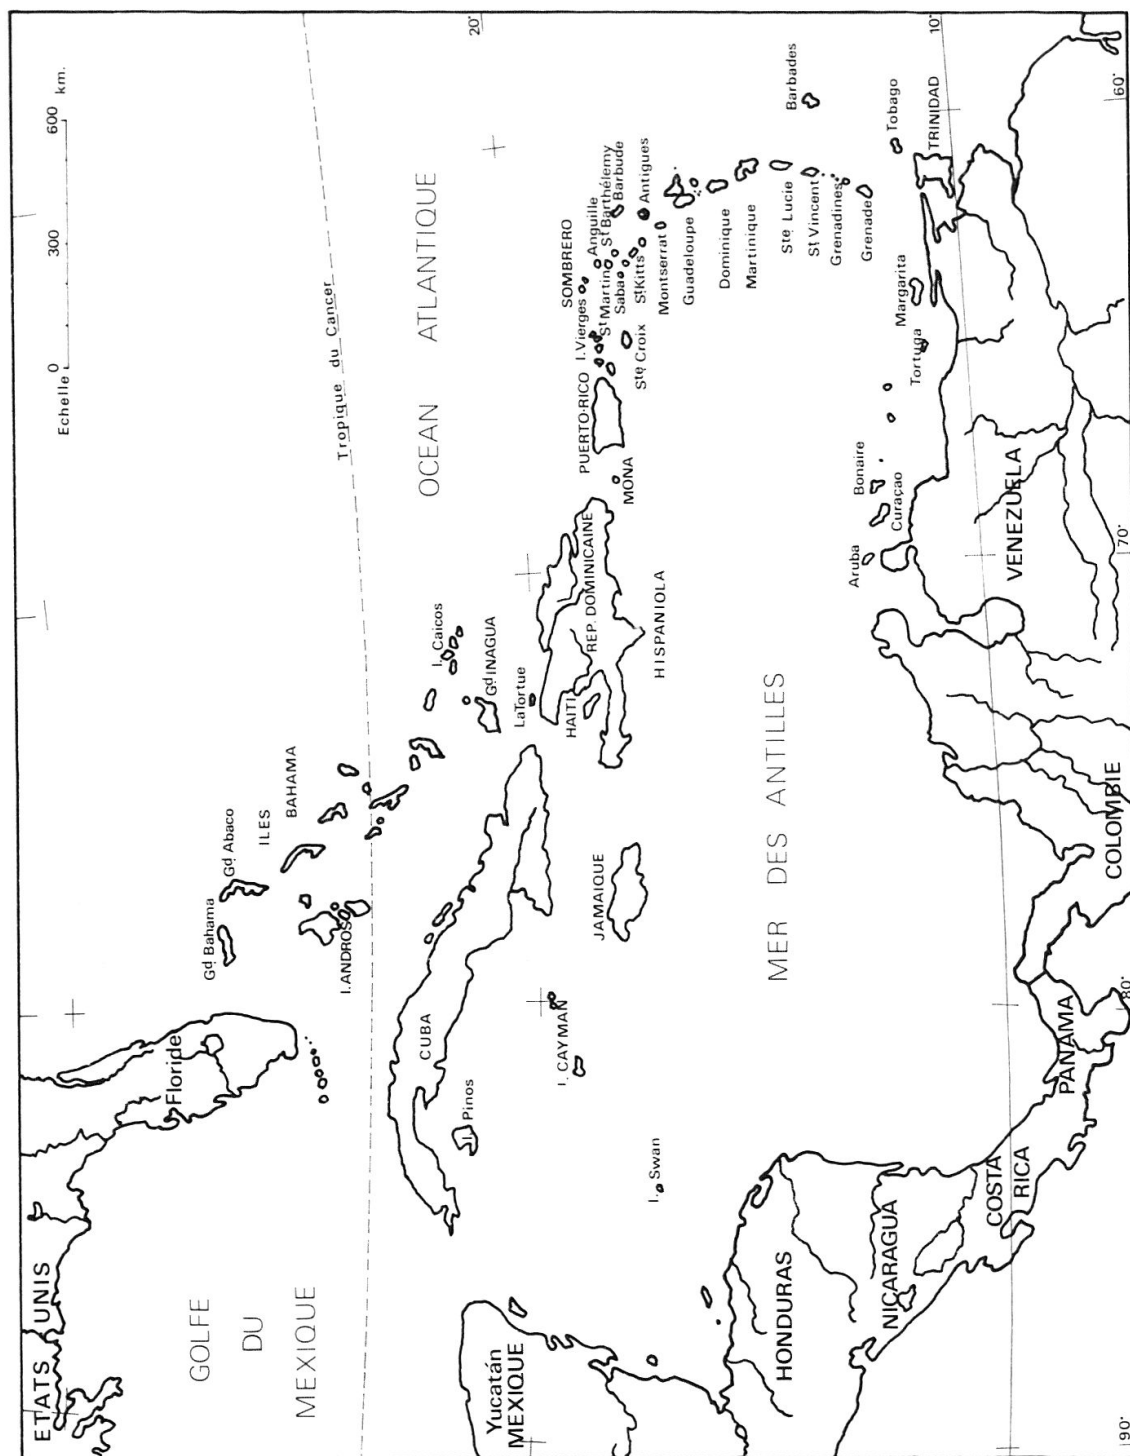 Echelle
0
300
600
km.
20°
10°
60°
70°
80°
90°
Tropique du Cancer
OCEAN ATLANTIQUE
GOLFE
DU
MEXIQUE
MER DES ANTILLES
ETATS UNIS
Floride
Gd Bahama
Gd Abaco
ILES
BAHAMA
I.ANDROS
I. Caicos
Gd INAGUA
CUBA
I. Pinos
I. CAYMAN
I. Swan
JAMAIQUE
La Tortue
HAITI
REP. DOMINICAINE
HISPANIOLA
MONA
PUERTO-RICO
I. Vierges
SOMBRERO
Anguille
St Martin
St Barthélemy
Saba
Barbude
St Kitts
Antigues
Ste Croix
Montserrat
Guadeloupe
Dominique
Martinique
Ste Lucie
St Vincent
Barbades
Grenadines
Grenade
Tobago
TRINIDAD
Margarita
Tortuga
Bonaire
Curaçao
Aruba
VENEZUELA
COLOMBIE
PANAMA
COSTA
RICA
NICARAGUA
HONDURAS
Yucatán
MEXIQUE